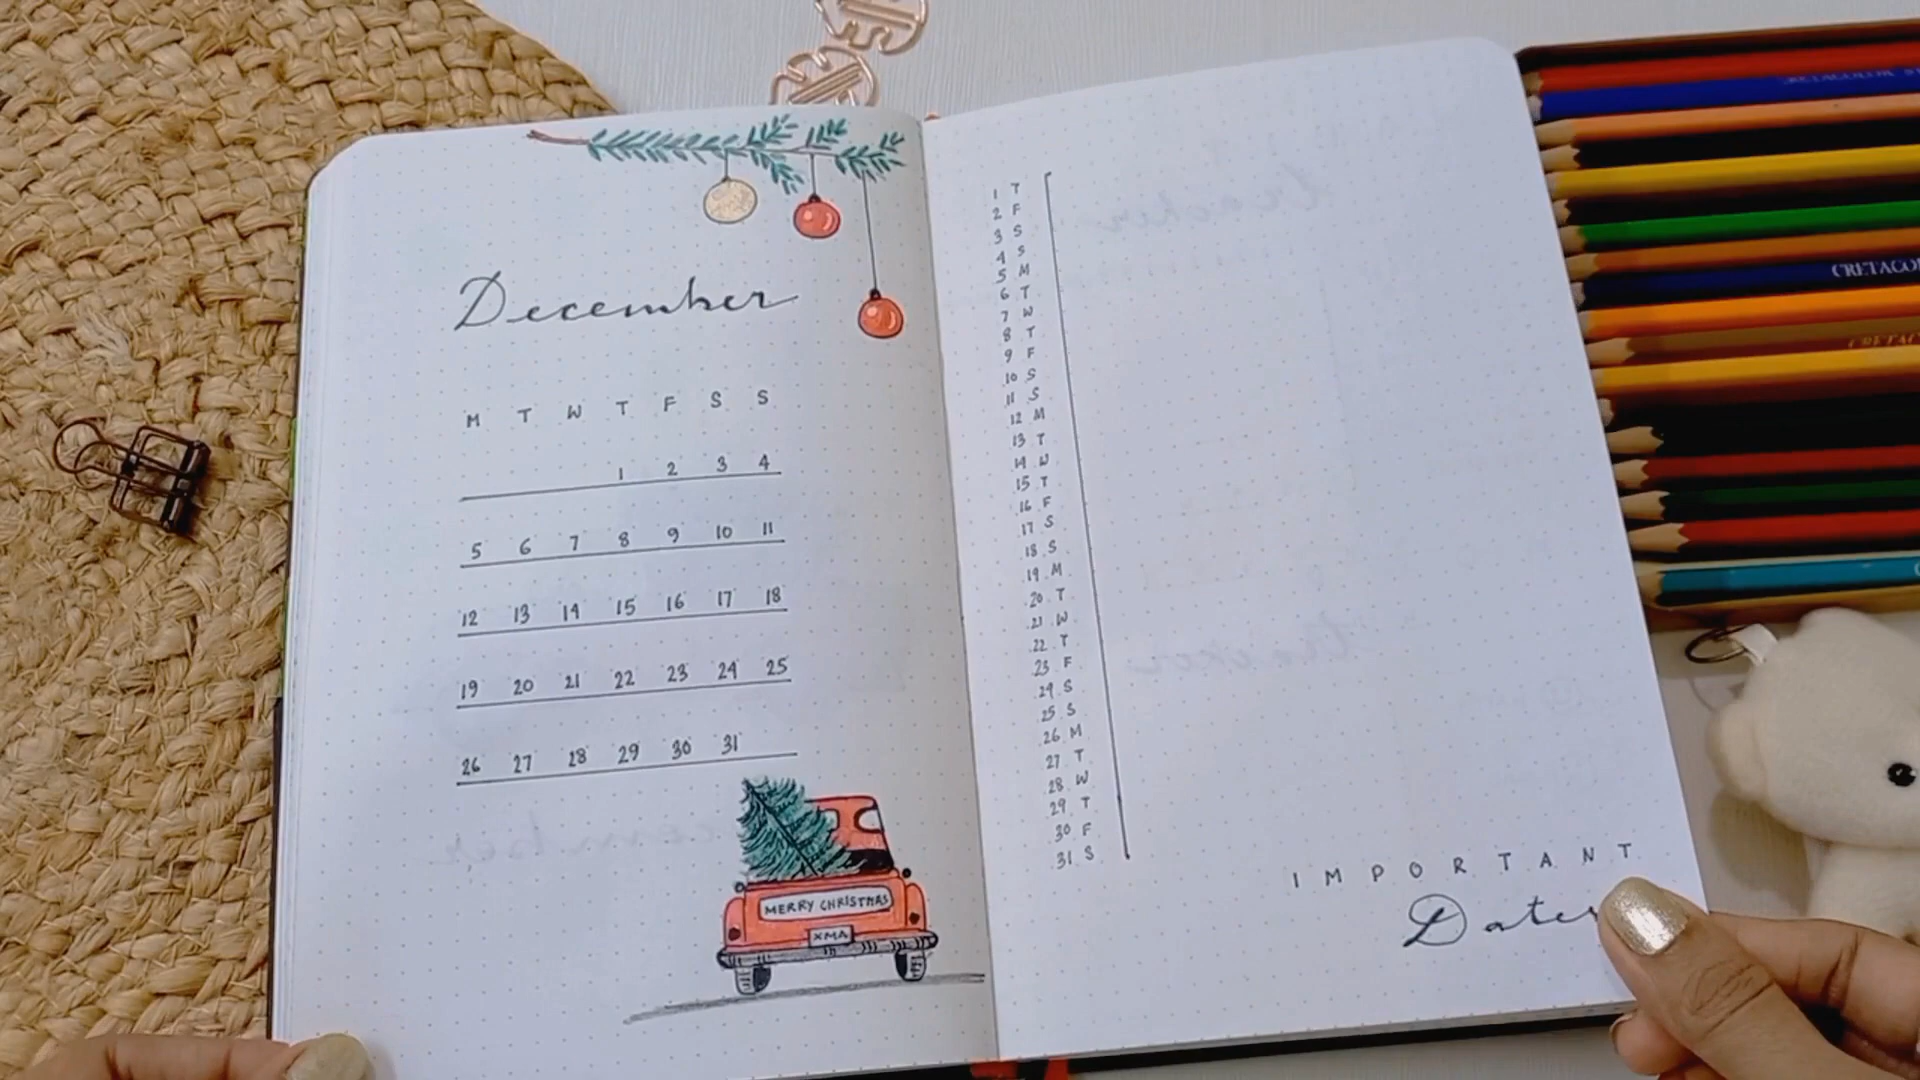 December
M T W T F S S
1 2 3 4
5 6 7 8 9 10 11
12 13 14 15 16 17 18
19 20 21 22 23 24 25
26 27 28 29 30 31
MERRY CHRISTMAS
XMA
1 T
2 F
3 S
4 S
5 M
6 T
7 W
8 T
9 F
10 S
11 S
12 M
13 T
14 W
15 T
16 F
17 S
18 S
19 M
20 T
21 W
22 T
23 F
24 S
25 S
26 M
27 T
28 W
29 T
30 F
31 S
IMPORTANT
Dates
CRETACOLOR
CRETACO
CRETAC